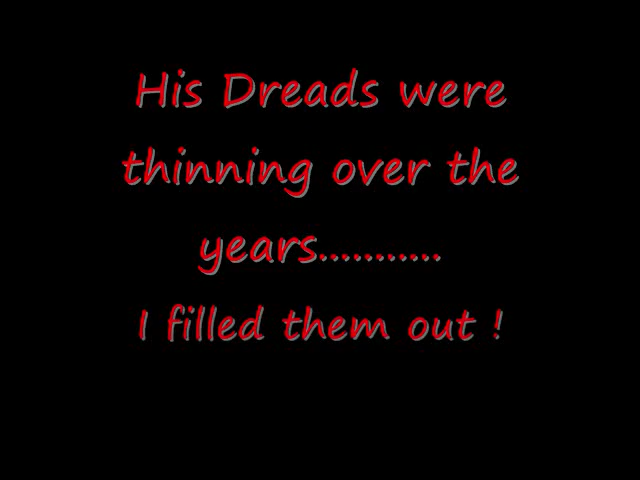 His Dreads were
thinning over the
years...........
I filled them out !